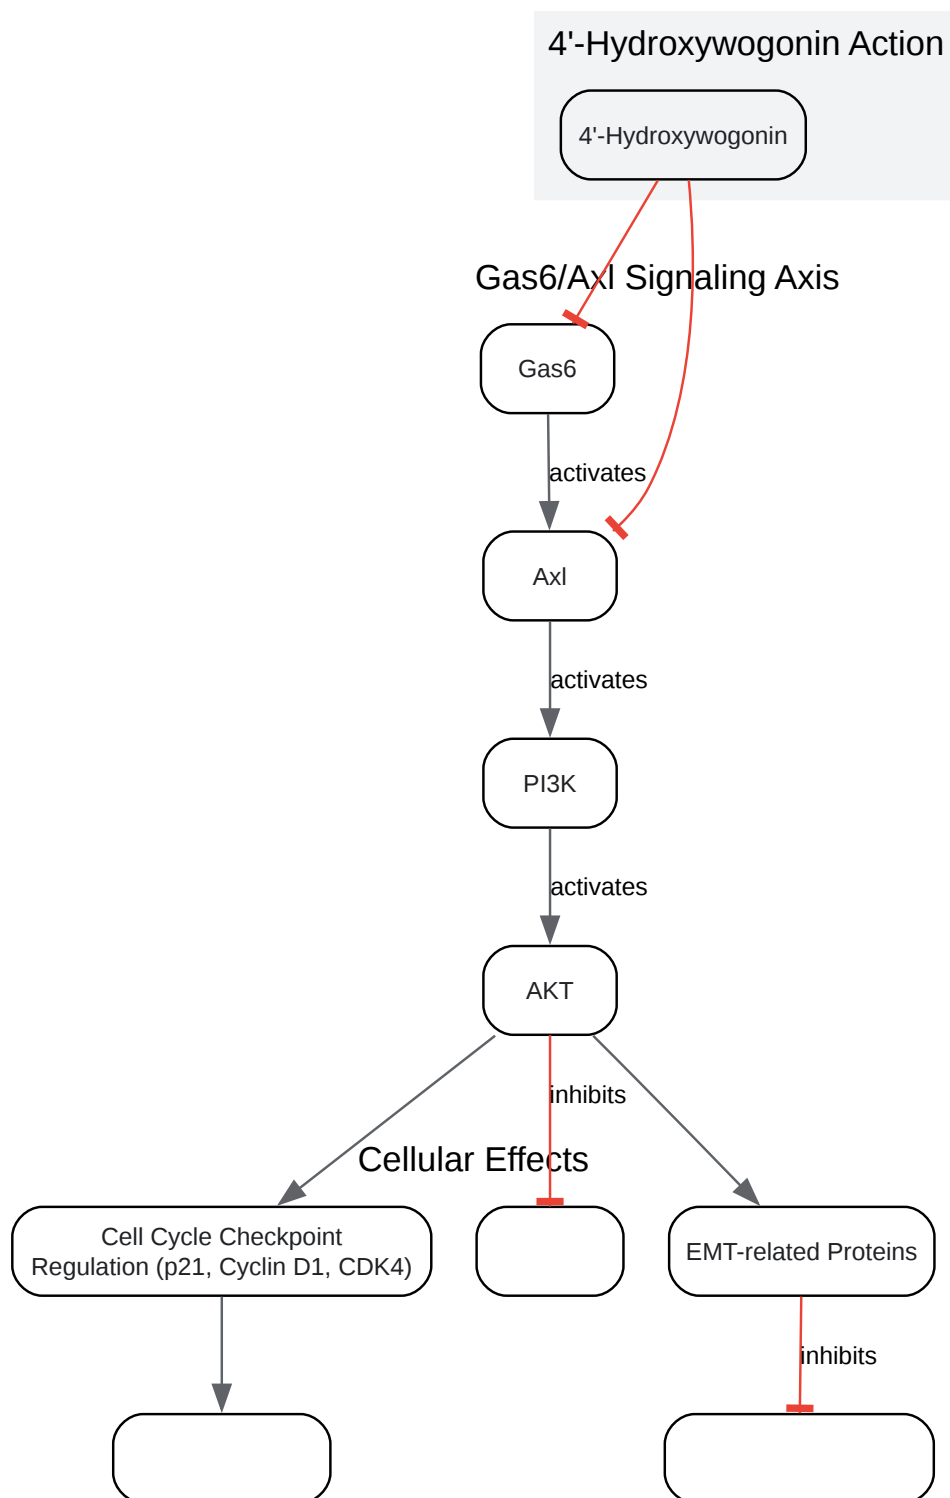 4'-Hydroxywogonin Action
4'-Hydroxywogonin
Gas6/Axl Signaling Axis
Gas6
activates
Axl
activates
PI3K
activates
AKT
inhibits
Cellular Effects
Cell Cycle Checkpoint
Regulation (p21, Cyclin D1, CDK4)
EMT-related Proteins
inhibits